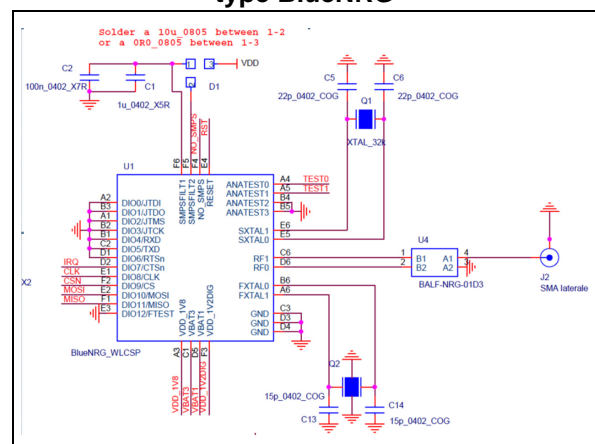 type BlueNRG
Solder a 10u_0805 between 1-2
or a 0R0_0805 between 1-3
C2
100n_0402_X7R
C1
1u_0402_X5R
1
3
2
VDD
D1
NO_SMPS
RST
C5
22p_0402_COG
C6
22p_0402_COG
Q1
XTAL_32k
U1
F6
F5
F4
E4
SMPSFILT1
SMPSFILT2
NO_SMPS
RESET
A2 DIO0/JTDI
B3 DIO1/JTDO
A1 DIO2/JTMS
B2 DIO3/JTCK
B1 DIO4/RXD
C2 DIO5/TXD
D1 DIO6/RTSn
IRQ D2 DIO7/CTSn
CLK E1 DIO8/CLK
CSN F2 DIO9/CS
MOSI E2 DIO10/MOSI
MISO F1 DIO11/MISO
E3 DIO12/FTEST
X2
ANATEST0 A4 TEST0
ANATEST1 A5 TEST1
ANATEST2 B4
ANATEST3 B5
SXTAL1 E6
SXTAL0 E5
RF1 C6
RF0 D6
FXTAL0 B6
FXTAL1 A6
GND C3
GND D3
GND D4
U4
1 B1 A1 4
2 B2 A2 3
BALF-NRG-01D3
J2
SMA laterale
VDD_1V8
VBAT3
VBAT1
VDD_1V2DIG
BlueNRG_WLCSP
A3
C1
D5
F3
VDD_1V8
VBAT3
VBAT1
VDD_1V2DIG
Q2
15p_0402_COG
C13
C14
15p_0402_COG